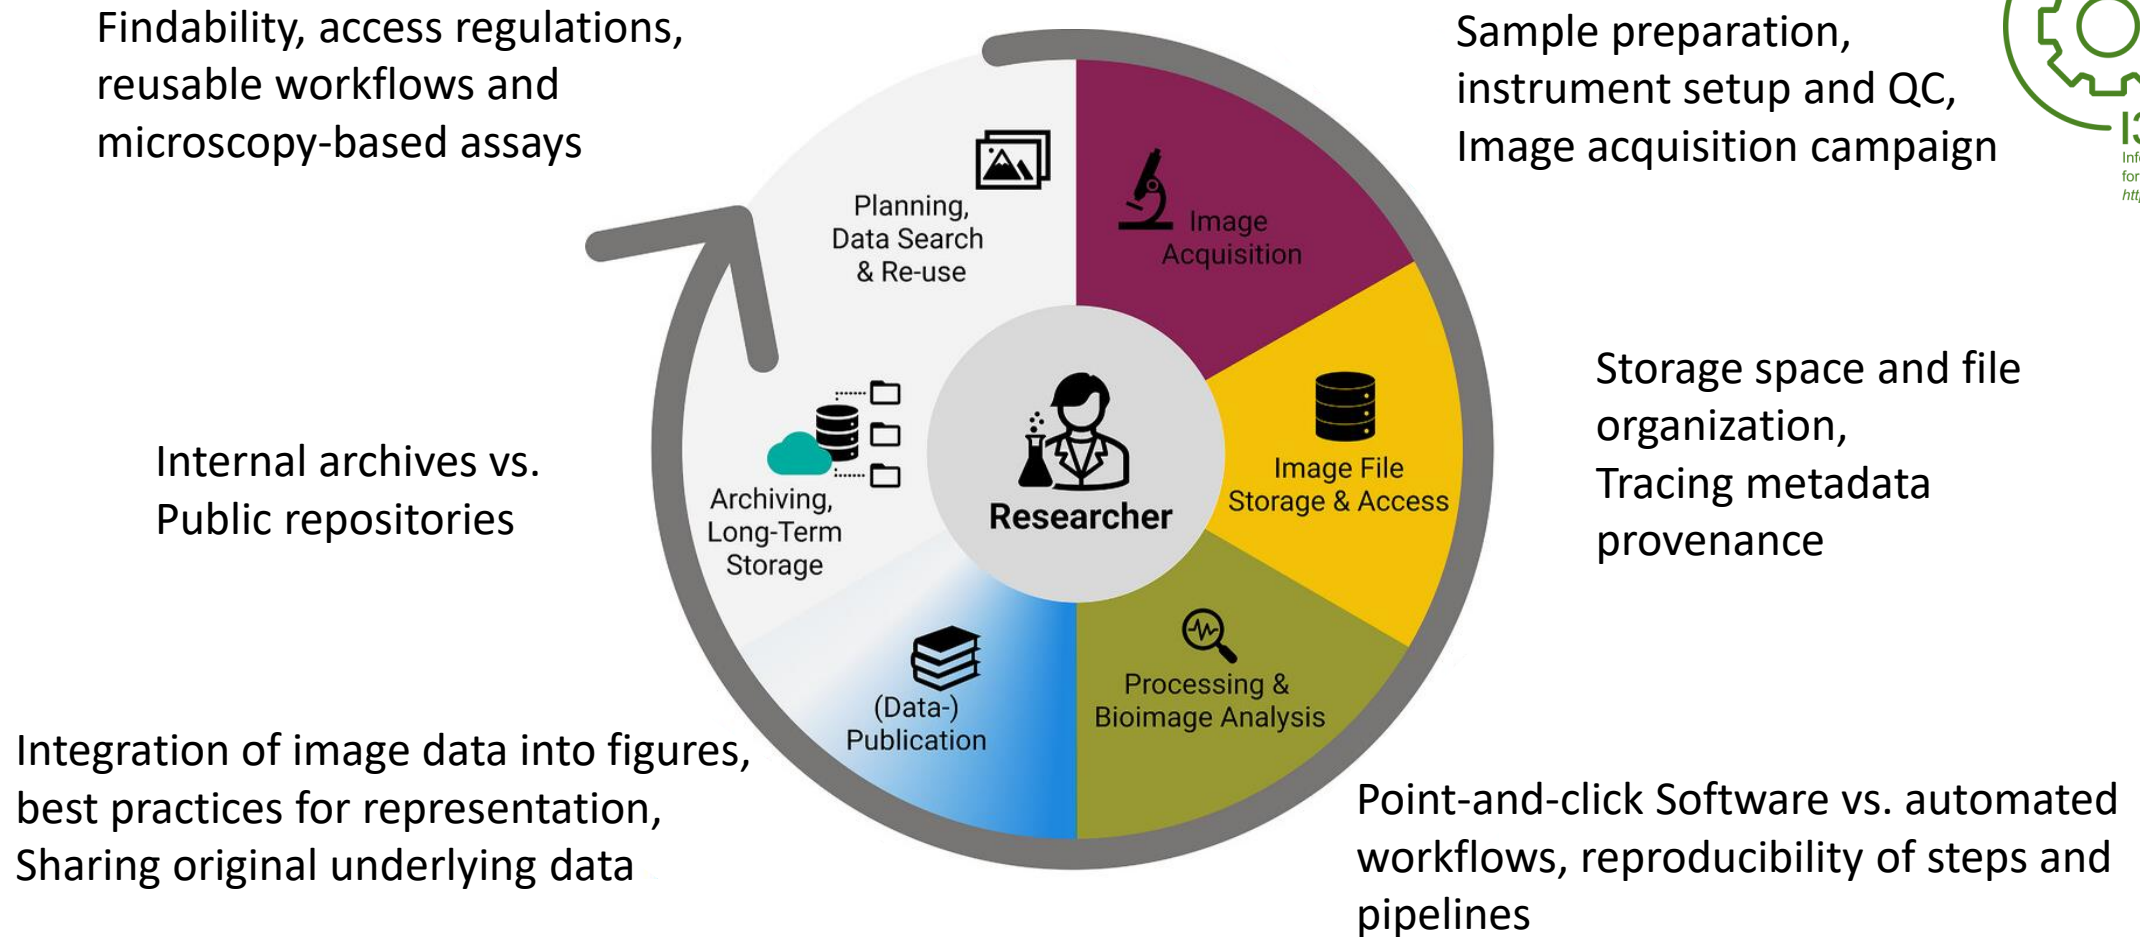 Findability, access regulations,
reusable workflows and
microscopy-based assays
Sample preparation,
instrument setup and QC,
Image acquisition campaign
Planning,
Data Search
& Re-use
Image
Acquisition
Storage space and file
organization,
Tracing metadata
provenance
Image File
Storage & Access
Researcher
Internal archives vs.
Public repositories
Archiving,
Long-Term
Storage
Processing &
Bioimage Analysis
(Data-)
Publication
Integration of image data into figures,
best practices for representation,
Sharing original underlying data
Point-and-click Software vs. automated
workflows, reproducibility of steps and
pipelines
for